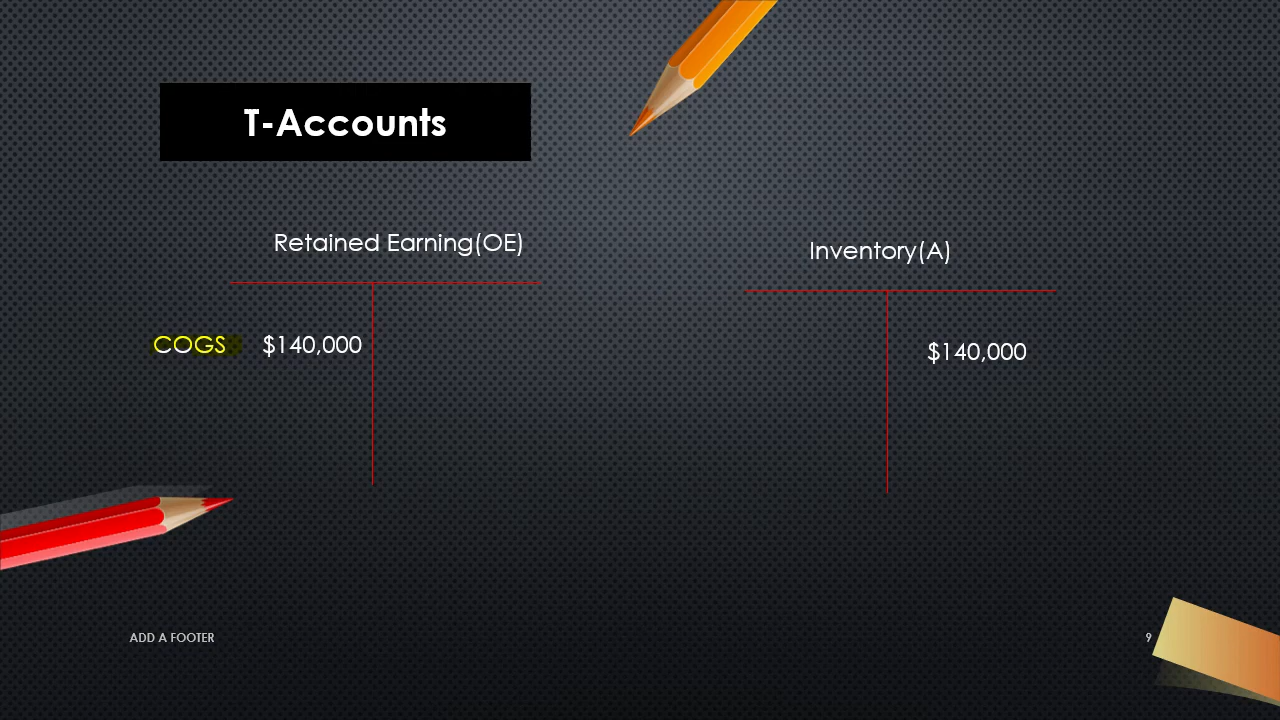 T-Accounts
Retained Earning(OE)
Inventory(A)
COGS $140,000
$140,000
ADD A FOOTER
9